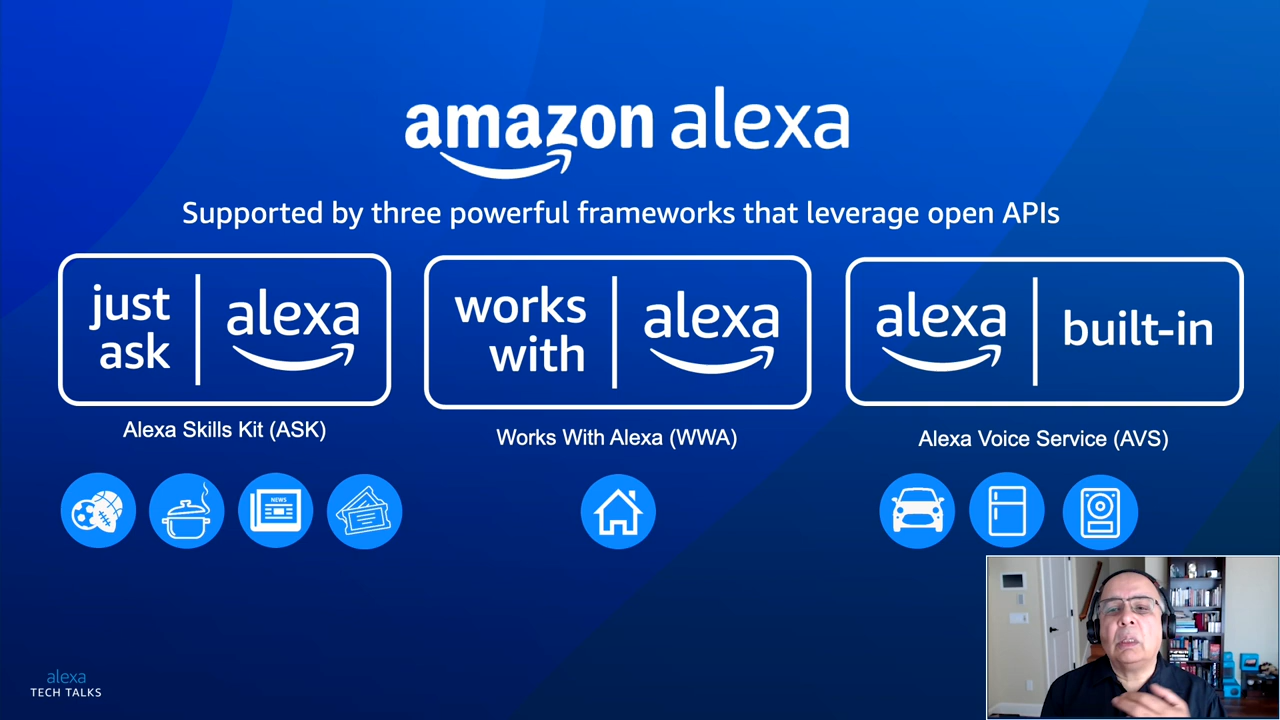 amazon alexa
Supported by three powerful frameworks that leverage open APIs
just
ask
alexa
works
with
alexa
alexa
built-in
Alexa Skills Kit (ASK)
Works With Alexa (WWA)
Alexa Voice Service (AVS)
NEWS
alexa
TECH TALKS